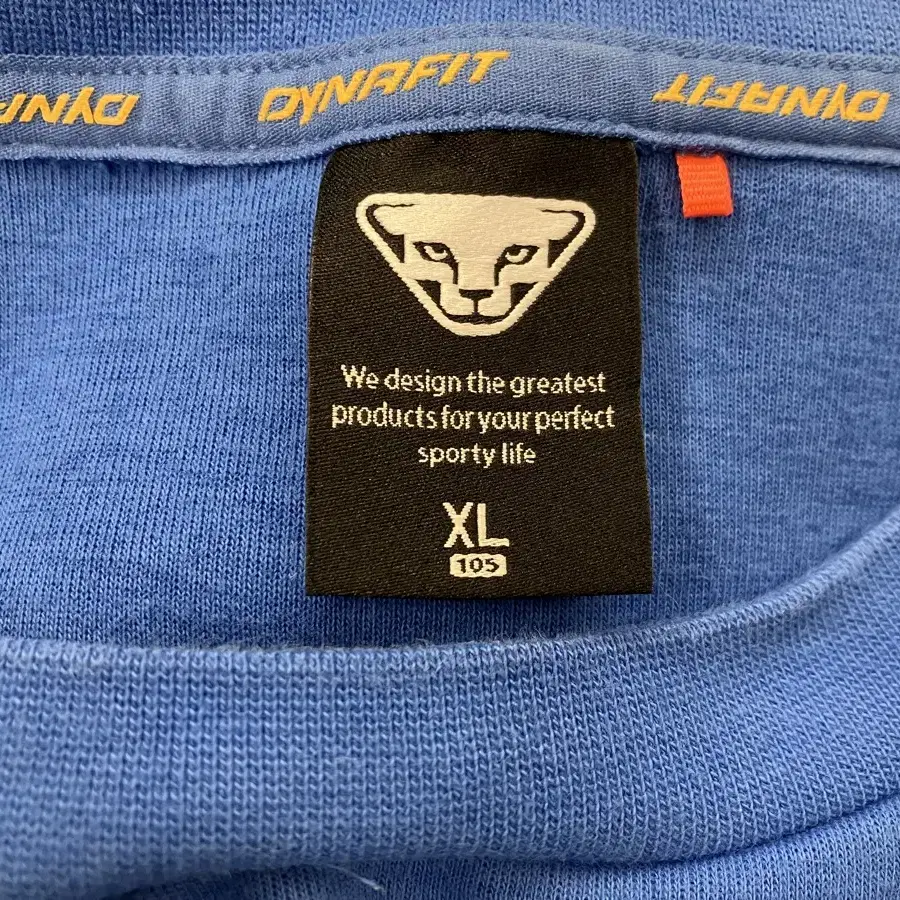 DYNAFIT DYNAFIT DYNAFIT
We design the greatest
products for your perfect
sporty life
XL
105